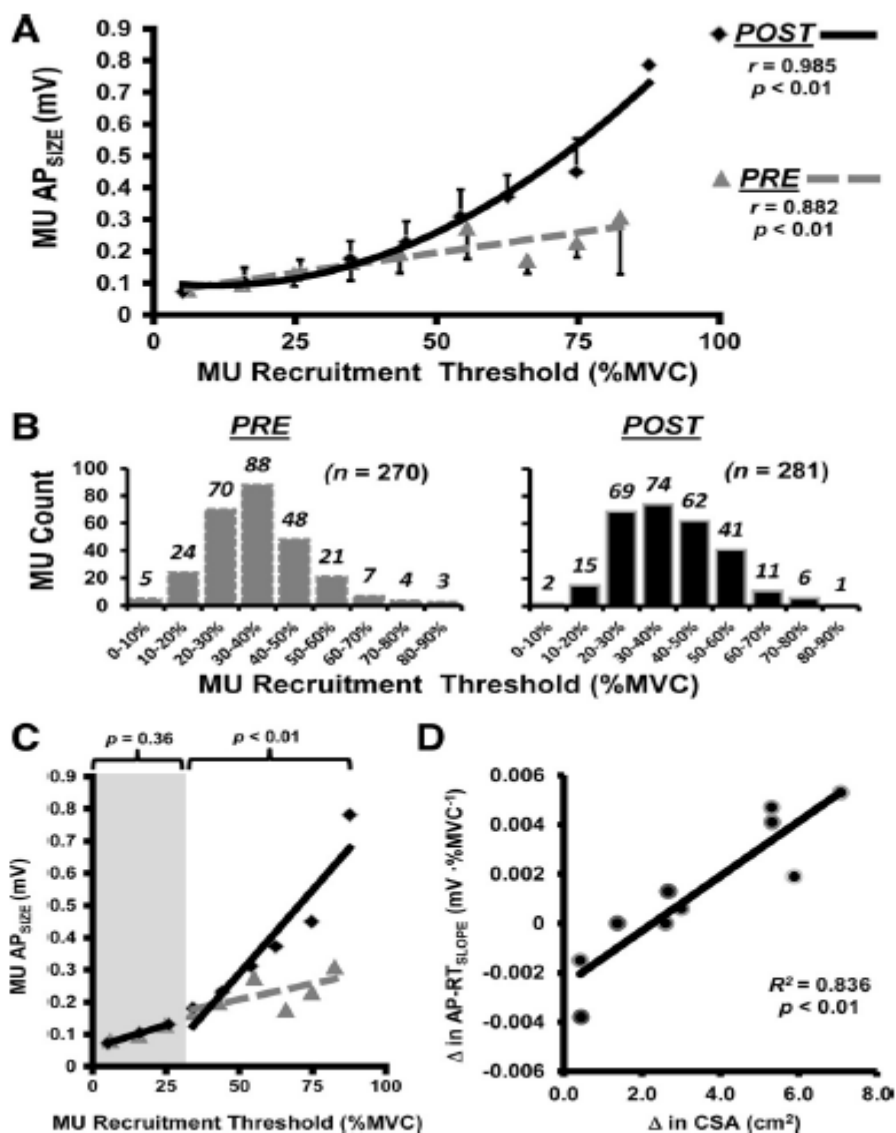 A
0.9
0.8
0.7
0.6
0.5
0.4
0.3
0.2
0.1
0
MU AP_SIZE (mV)
0 25 50 75 100
MU Recruitment Threshold (%MVC)
POST
r = 0.985
p < 0.01
PRE
r = 0.882
p < 0.01
B
PRE
(n = 270)
MU Count
100
80
60
40
20
0
5 24 70 88 48 21 7 4 3
0-10% 10-20% 20-30% 30-40% 40-50% 50-60% 60-70% 70-80% 80-90%
POST
(n = 281)
2 15 69 74 62 41 11 6 1
0-10% 10-20% 20-30% 30-40% 40-50% 50-60% 60-70% 70-80% 80-90%
MU Recruitment Threshold (%MVC)
C
p = 0.36
p < 0.01
0.9
0.8
0.7
0.6
0.5
0.4
0.3
0.2
0.1
0
MU AP_SIZE (mV)
0 25 50 75 100
MU Recruitment Threshold (%MVC)
D
0.006
0.004
0.002
0
-0.002
-0.004
-0.006
Δ in AP-RT_SLOPE (mV ·%MVC⁻¹)
R² = 0.836
p < 0.01
0.0 2.0 4.0 6.0 8.0
Δ in CSA (cm²)